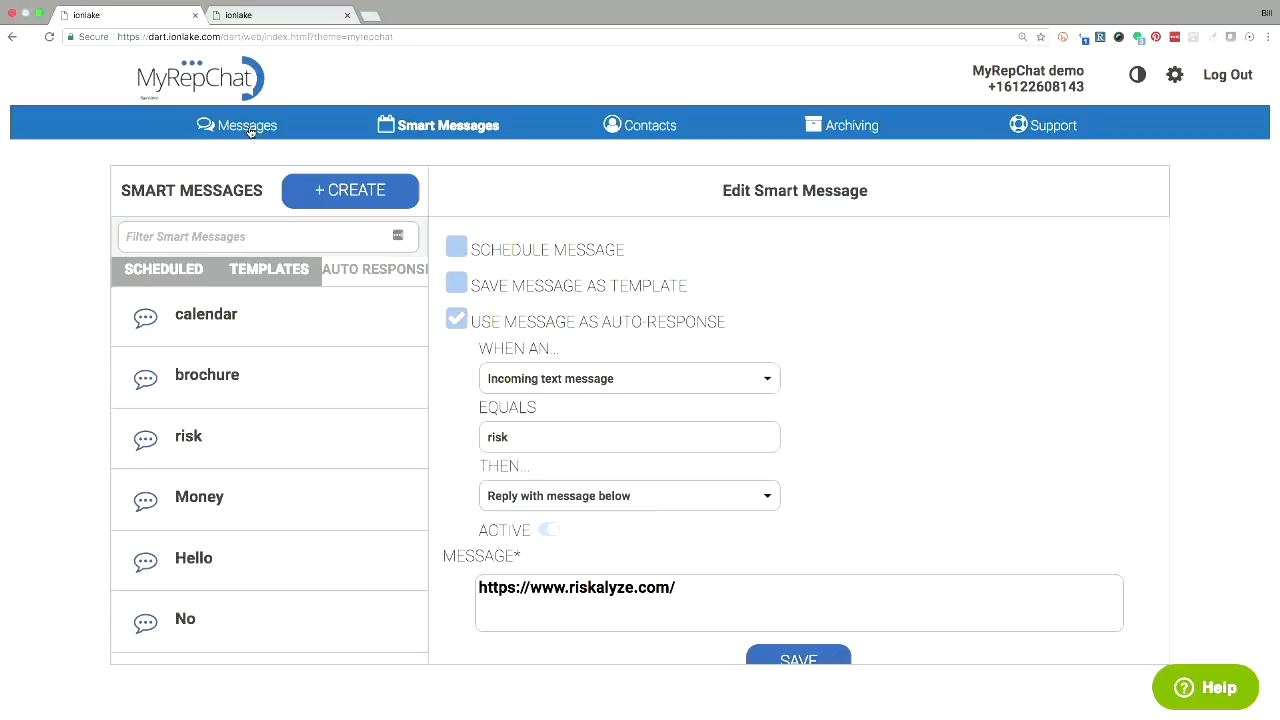 ionlake
ionlake
Bill
Secure
https://dart.ionlake.com/dart/web/index.html?theme=myrepchat
MyRepChat
MyRepChat demo
+16122608143
Log Out
Messages
Smart Messages
Contacts
Archiving
Support
SMART MESSAGES
+ CREATE
Edit Smart Message
Filter Smart Messages
SCHEDULED
TEMPLATES
AUTO RESPONS
calendar
brochure
risk
Money
Hello
No
SCHEDULE MESSAGE
SAVE MESSAGE AS TEMPLATE
USE MESSAGE AS AUTO-RESPONSE
WHEN AN...
Incoming text message
EQUALS
risk
THEN...
Reply with message below
ACTIVE
MESSAGE*
https://www.riskalyze.com/
SAVE
Help